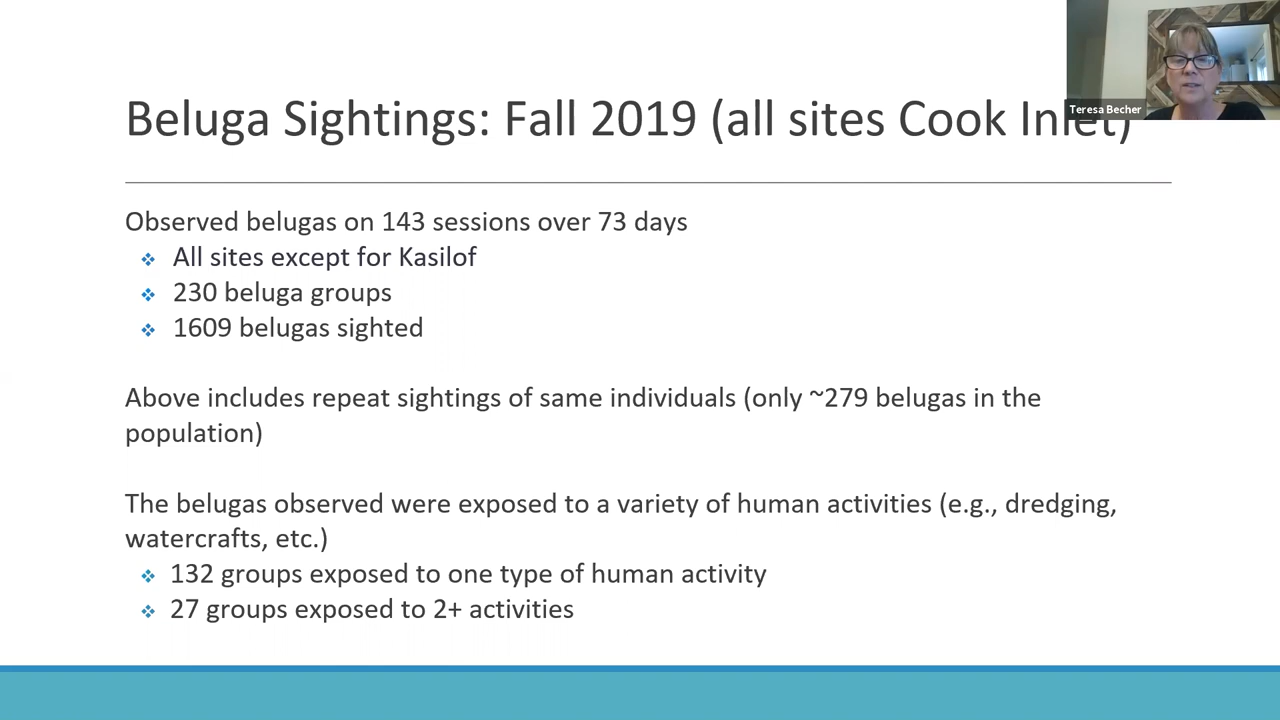 Teresa Becher
Beluga Sightings: Fall 2019 (all sites Cook Inlet)
Observed belugas on 143 sessions over 73 days
❖ All sites except for Kasilof
❖ 230 beluga groups
❖ 1609 belugas sighted
Above includes repeat sightings of same individuals (only ~279 belugas in the
population)
The belugas observed were exposed to a variety of human activities (e.g., dredging,
watercrafts, etc.)
❖ 132 groups exposed to one type of human activity
❖ 27 groups exposed to 2+ activities